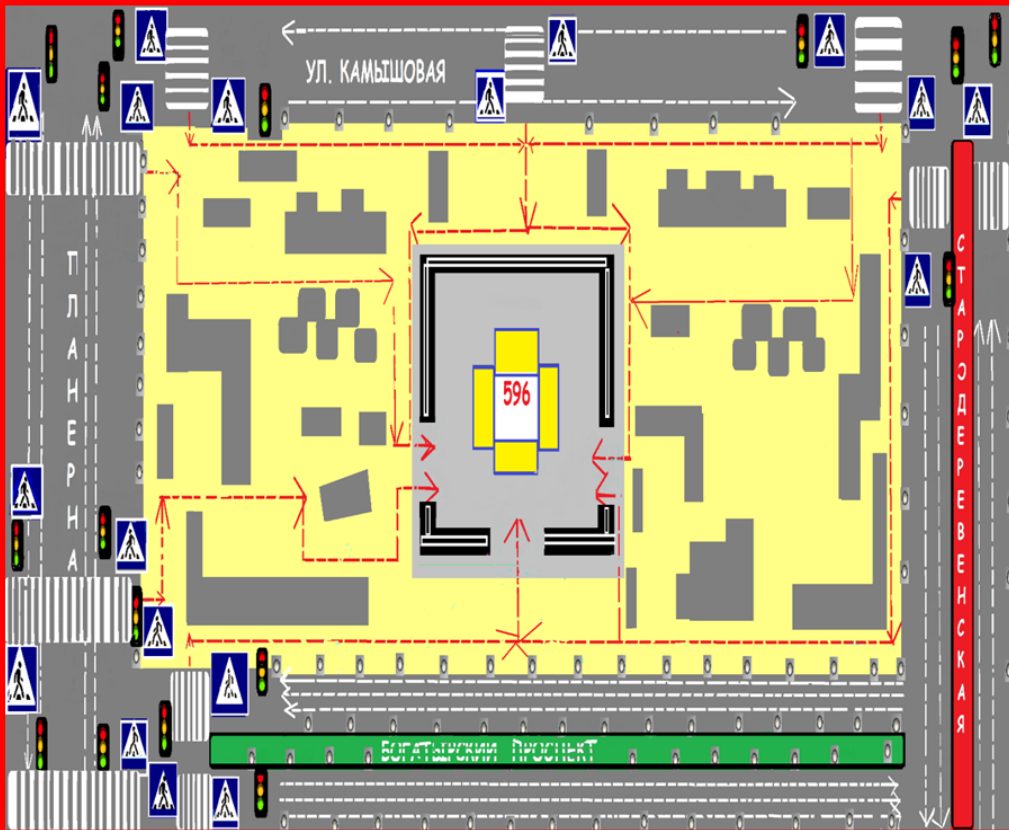 УЛ. КАМЫШОВАЯ
ПЛАНЕРНА
596
СТАРОДЕРЕВЕНСКАЯ
БОГАТЫРСКИЙ ПРОСПЕКТ